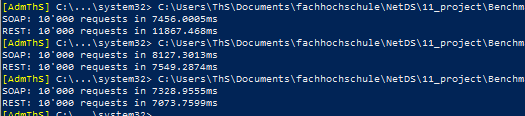 [AdmThS] C:\...\system32> C:\Users\ThS\Documents\fachhochschule\NetDS\11_project\Benchm
SOAP: 10'000 requests in 7456.0005ms
REST: 10'000 requests in 11867.468ms
[AdmThS] C:\...\system32> C:\Users\ThS\Documents\fachhochschule\NetDS\11_project\Benchm
SOAP: 10'000 requests in 8127.3013ms
REST: 10'000 requests in 7549.2874ms
[AdmThS] C:\...\system32> C:\Users\ThS\Documents\fachhochschule\NetDS\11_project\Benchm
SOAP: 10'000 requests in 7328.9555ms
REST: 10'000 requests in 7073.7599ms
[AdmThS] C:\...\system32>